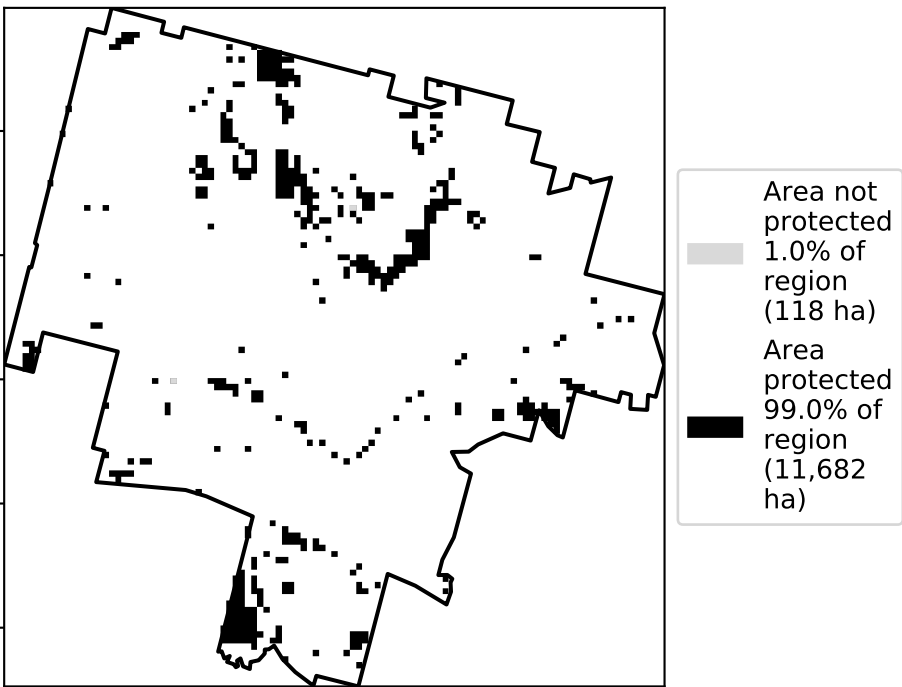 Area not
protected
1.0% of
region
(118 ha)
Area
protected
99.0% of
region
(11,682
ha)